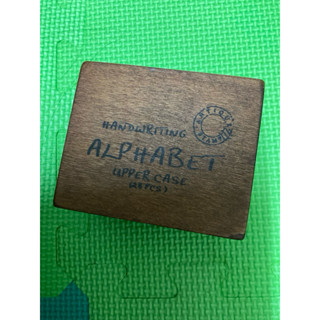 HANDWRITING
ALPHABET
UPPER CASE